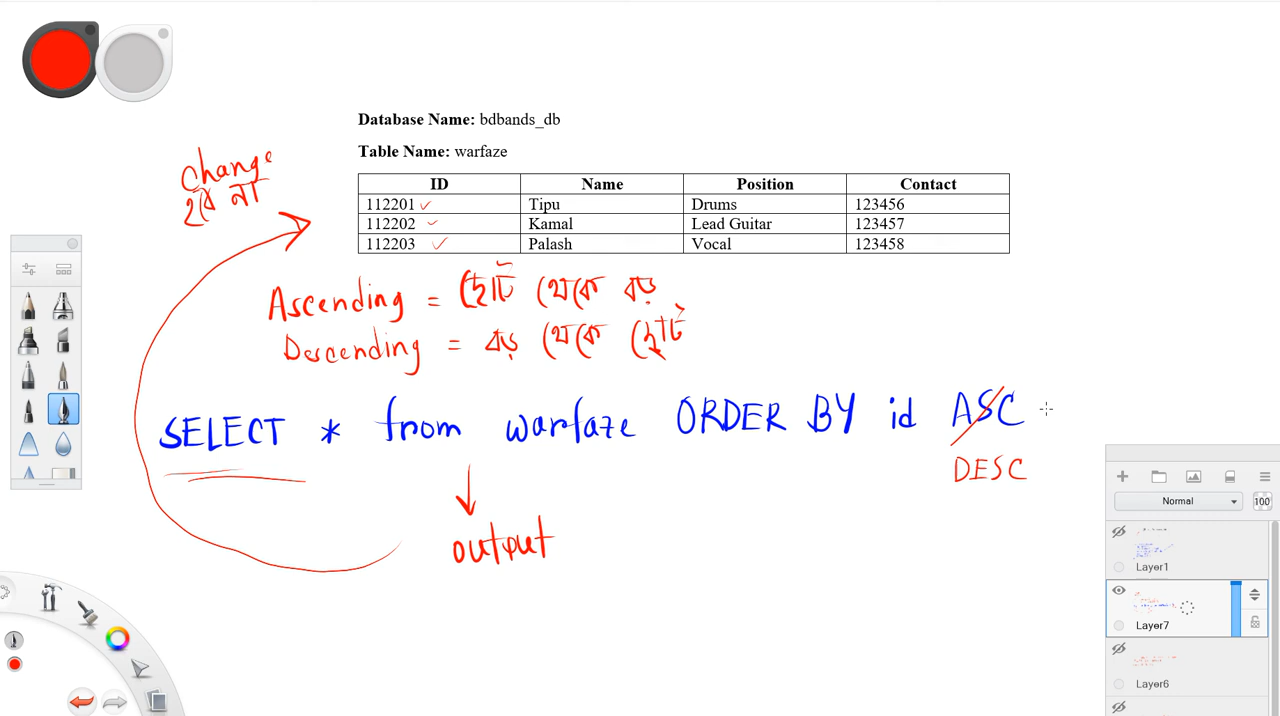 Database Name: bdbands_db
Table Name: warfaze
ID Name Position Contact
112201 Tipu Drums 123456
112202 Kamal Lead Guitar 123457
112203 Palash Vocal 123458
change
হবে না
Ascending = ছোট থেকে বড়
Descending = বড় থেকে ছোট
SELECT * from warfaze ORDER BY id ASC
DESC
output
Normal 100
Layer1
Layer7
Layer6